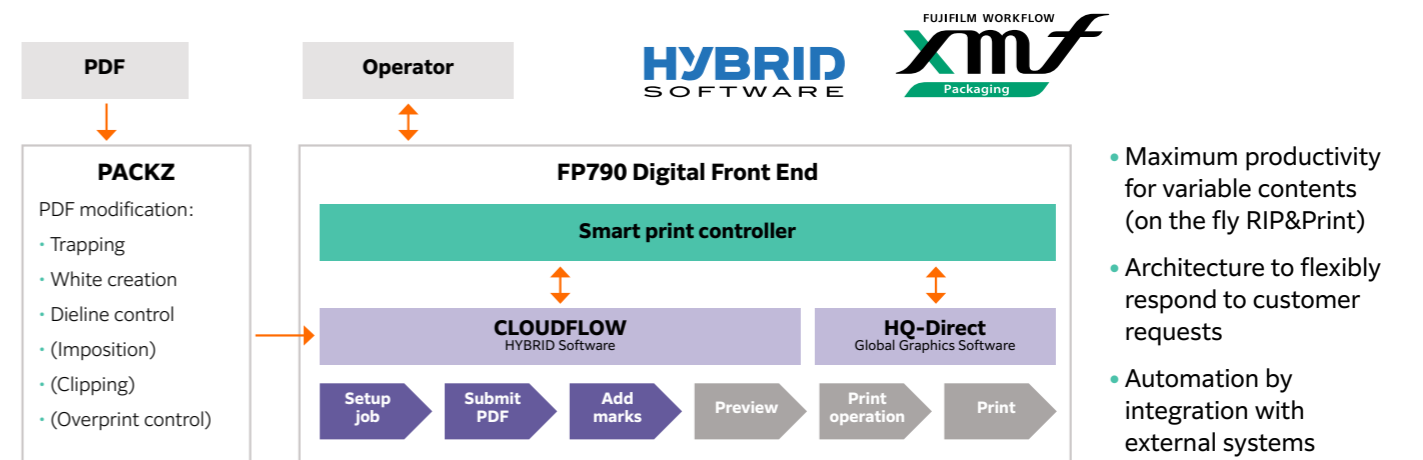 PDF
Operator
HYBRID
SOFTWARE
FUJIFILM WORKFLOW
xmf
Packaging
PACKZ
PDF modification:
· Trapping
· White creation
· Dieline control
· (Imposition)
· (Clipping)
· (Overprint control)
FP790 Digital Front End
Smart print controller
CLOUDFLOW
HYBRID Software
HQ-Direct
Global Graphics Software
Setup
job
Submit
PDF
Add
marks
Preview
Print
operation
Print
• Maximum productivity
for variable contents
(on the fly RIP&Print)
• Architecture to flexibly
respond to customer
requests
• Automation by
integration with
external systems